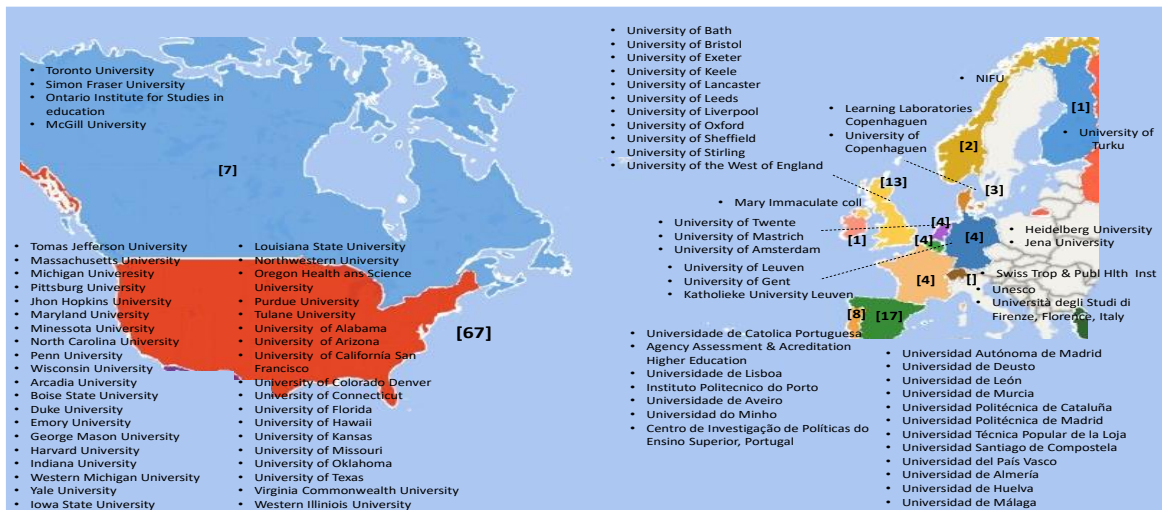 • Toronto University
• Simon Fraser University
• Ontario Institute for Studies in
education
• McGill University
[7]
• Tomas Jefferson University
• Massachusetts University
• Michigan Univeresity
• Pittsburg University
• Jhon Hopkins University
• Maryland University
• Minessota University
• North Carolina University
• Penn University
• Wisconsin University
• Arcadia University
• Boise State University
• Duke University
• Emory University
• George Mason University
• Harvard University
• Indiana University
• Western Michigan University
• Yale University
• Iowa State University
• Louisiana State University
• Northwestern University
• Oregon Health ans Science
University
• Purdue University
• Tulane University
• University of Alabama
• University of Arizona
• University of Califormía San
Francisco
• University of Colorado Denver
• University of Connecticut
• University of Florida
• University of Hawaii
• University of Kansas
• University of Missouri
• University of Oklahoma
• University of Texas
• Virginia Commonwealth University
• Western Illiniois University
[67]
• University of Bath
• University of Bristol
• University of Exeter
• University of Keele
• University of Lancaster
• University of Leeds
• University of Liverpool
• University of Oxford
• University of Sheffield
• University of Stirling
• University of the West of England
• NIFU
• Learning Laboratories
Copenhaguen
• University of
Copenhaguen
[1]
• University of
Turku
[2]
[3]
[13]
• Mary Immaculate coll
• University of Twente
• University of Mastrich
University of Amsterdam
[4]
[1]
[4]
[4]
• Heidelberg University
• Jena University
• University of Leuven
• University of Gent
• Katholieke University Leuven
[4]
[]
• Swiss Trop & Publ Hlth Inst
• Unesco
• Università degli Studi di
Firenze, Florence, Italy
[8]
[17]
• Universidade de Catolica Portuguesa
• Agency Assessment & Acreditation
Higher Education
• Universidade de Lisboa
• Instituto Politecnico do Porto
• Universidade de Aveiro
• Universidad do Minho
• Centro de Investigação de Políticas do
Ensino Superior, Portugal
• Universidad Autónoma de Madrid
• Universidad de Deusto
• Universidad de León
• Universidad de Murcia
• Universidad Politécnica de Cataluña
• Universidad Politécnica de Madrid
• Universidad Técnica Popular de la Loja
• Universidad Santiago de Compostela
• Universidad del País Vasco
• Universidad de Almería
• Universidad de Huelva
• Universidad de Málaga